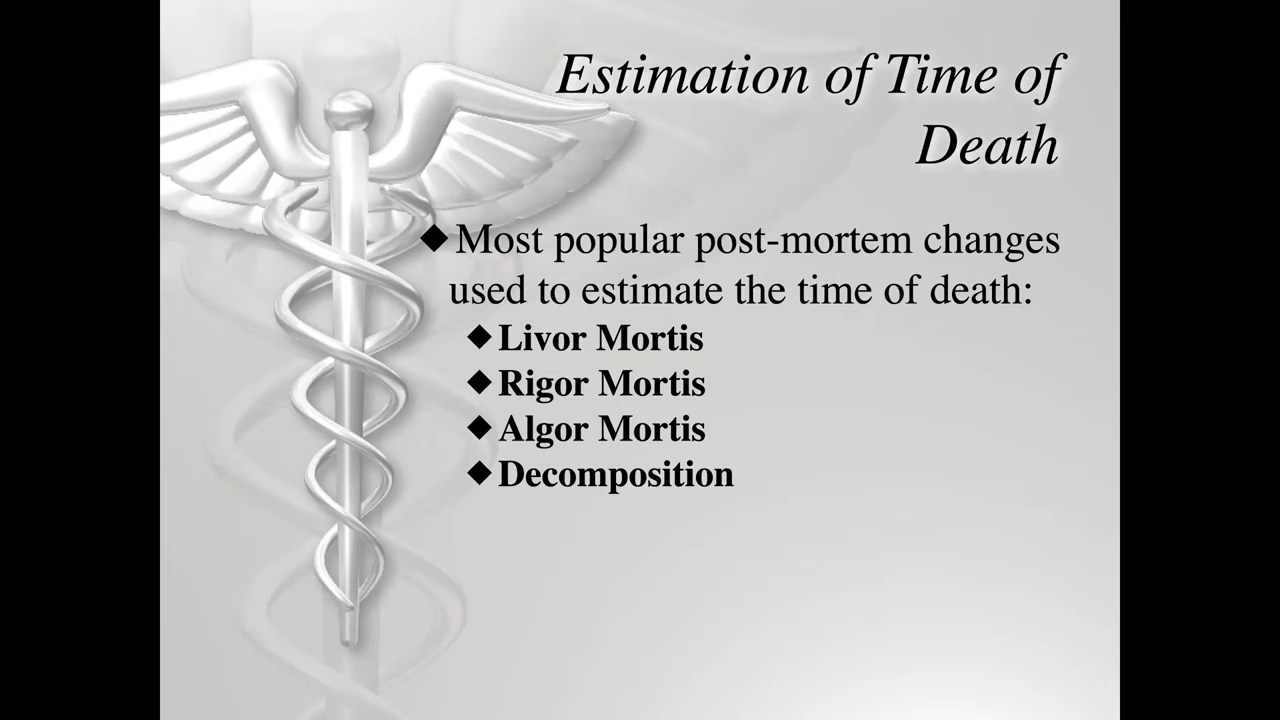 Estimation of Time of
Death
◆Most popular post-mortem changes
used to estimate the time of death:
◆Livor Mortis
◆Rigor Mortis
◆Algor Mortis
◆Decomposition